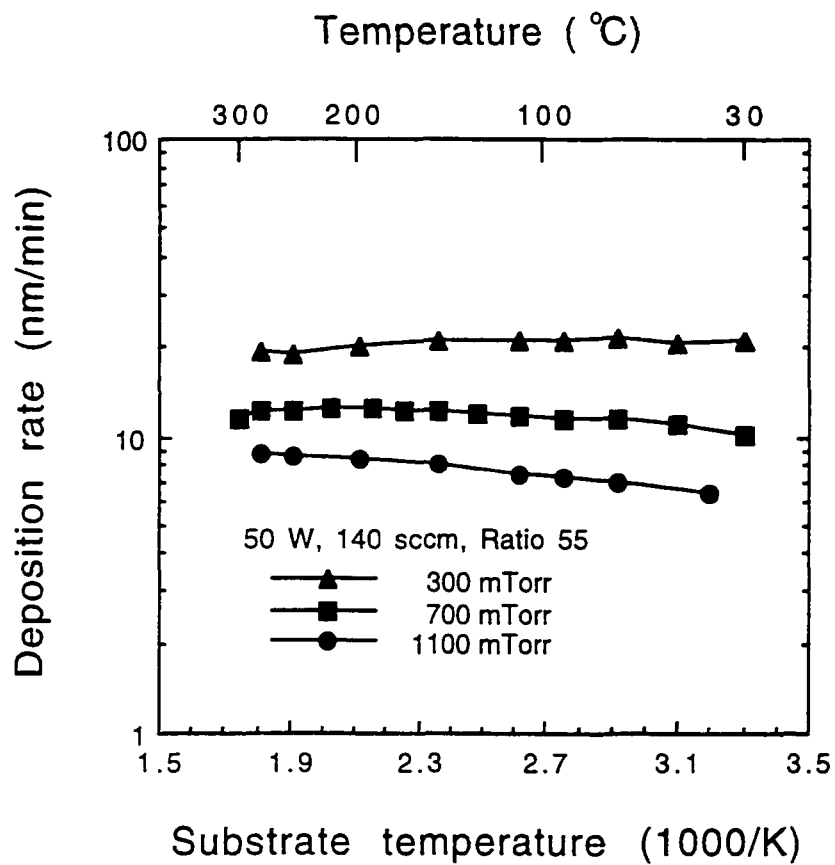 Temperature ( °C)
300 200 100 30
100
10
1
Deposition rate (nm/min)
50 W, 140 sccm, Ratio 55
300 mTorr
700 mTorr
1100 mTorr
1.5 1.9 2.3 2.7 3.1 3.5
Substrate temperature (1000/K)